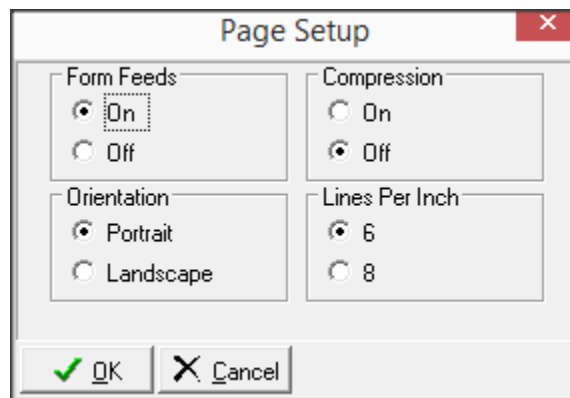 Page Setup
Form Feeds
On
Off
Compression
On
Off
Orientation
Portrait
Landscape
Lines Per Inch
6
8
OK
Cancel